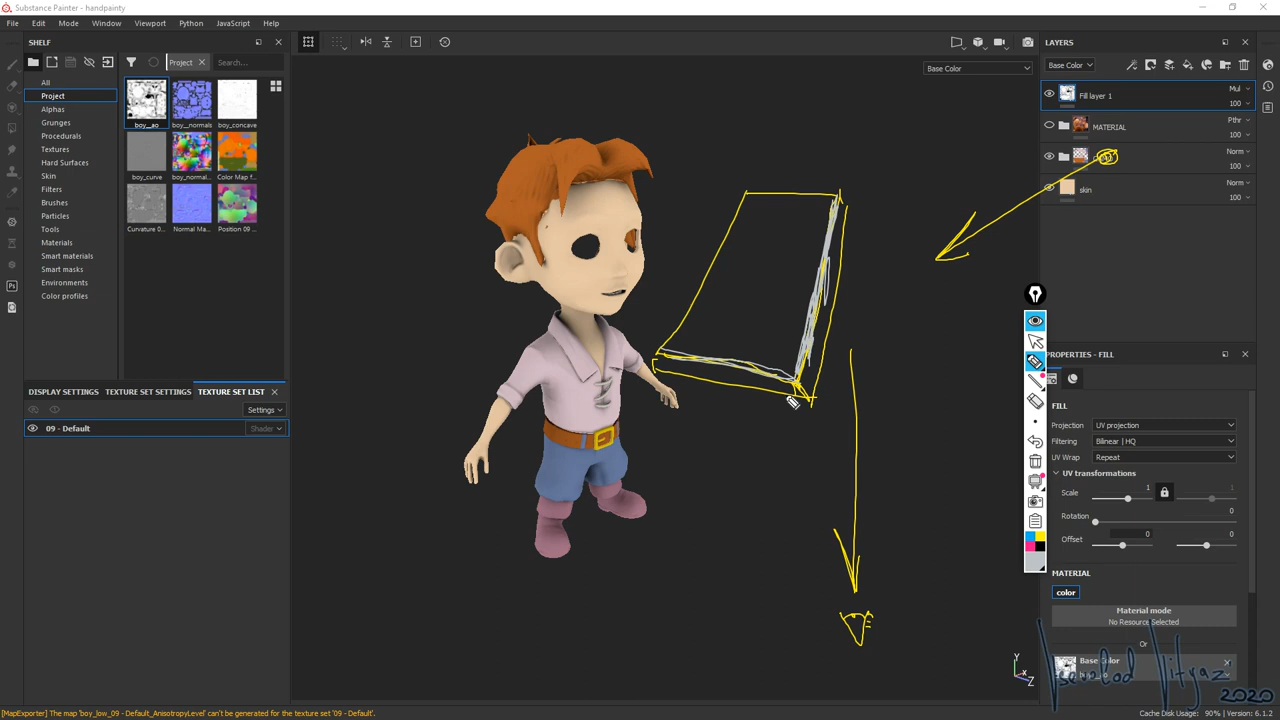 Substance Painter - handpainty
File Edit Mode Window Viewport Python JavaScript Help
SHELF
Project
Search...
All
Project
Alphas
Grunges
Procedurals
Textures
Hard Surfaces
Skin
Filters
Brushes
Particles
Tools
Materials
Smart materials
Smart masks
Environments
Color profiles
boy__ao boy__normals boy_concave
boy_curve boy_normal... Color Map f...
Curvature 0... Normal Ma... Position 09 ...
Base Color
DISPLAY SETTINGS TEXTURE SET SETTINGS TEXTURE SET LIST
Settings
09 - Default Shader
LAYERS
Base Color
Fill layer 1 Mul 100
MATERIAL Pthr 100
Norm 100
skin Norm 100
PROPERTIES - FILL
FILL
Projection UV projection
Filtering Bilinear | HQ
UV Wrap Repeat
UV transformations
Scale 1 1
Rotation 0
Offset 0 0
MATERIAL
color
Material mode
No Resource Selected
Or
Base Color
Y
X
Z
2020
[MapExporter] The map 'boy_low_09 - Default_AnisotropyLevel' can't be generated for the texture set '09 - Default'.
Cache Disk Usage: 90% | Version: 6.1.2